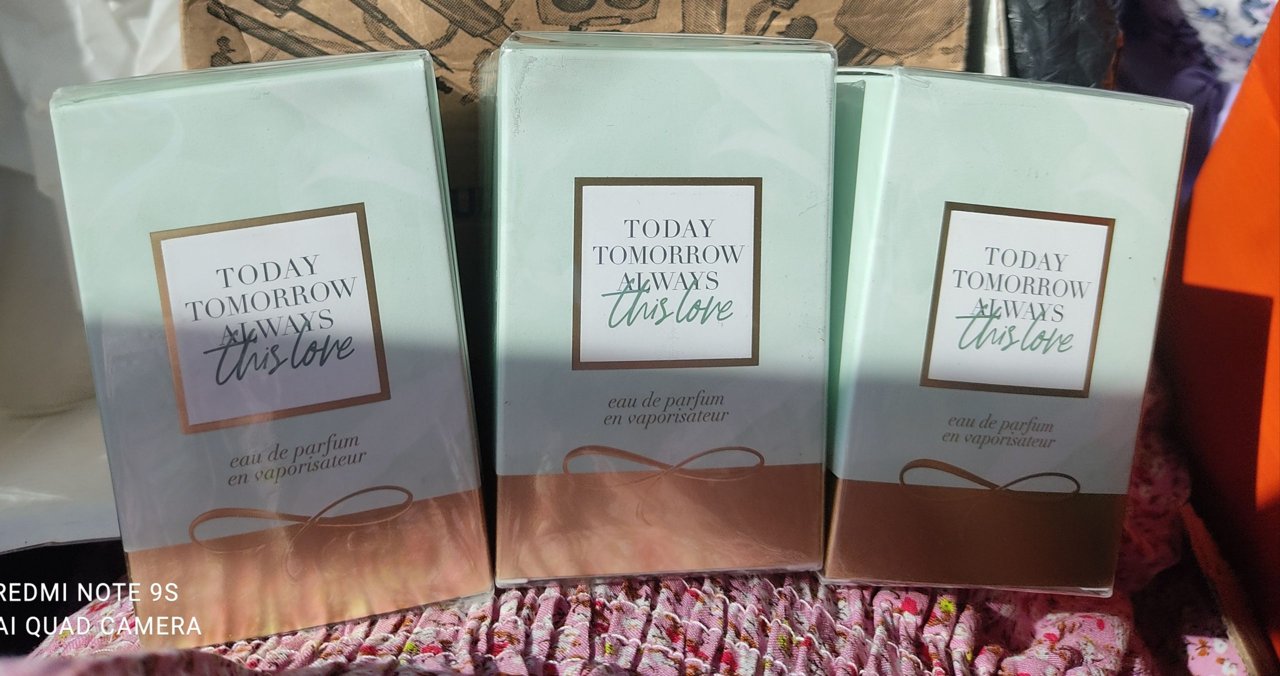 TODAY
TOMORROW
ALWAYS
this love
eau de parfum
en vaporisateur
TODAY
TOMORROW
ALWAYS
this love
eau de parfum
en vaporisateur
TODAY
TOMORROW
ALWAYS
this love
eau de parfum
en vaporisateur
REDMI NOTE 9S
AI QUAD CAMERA